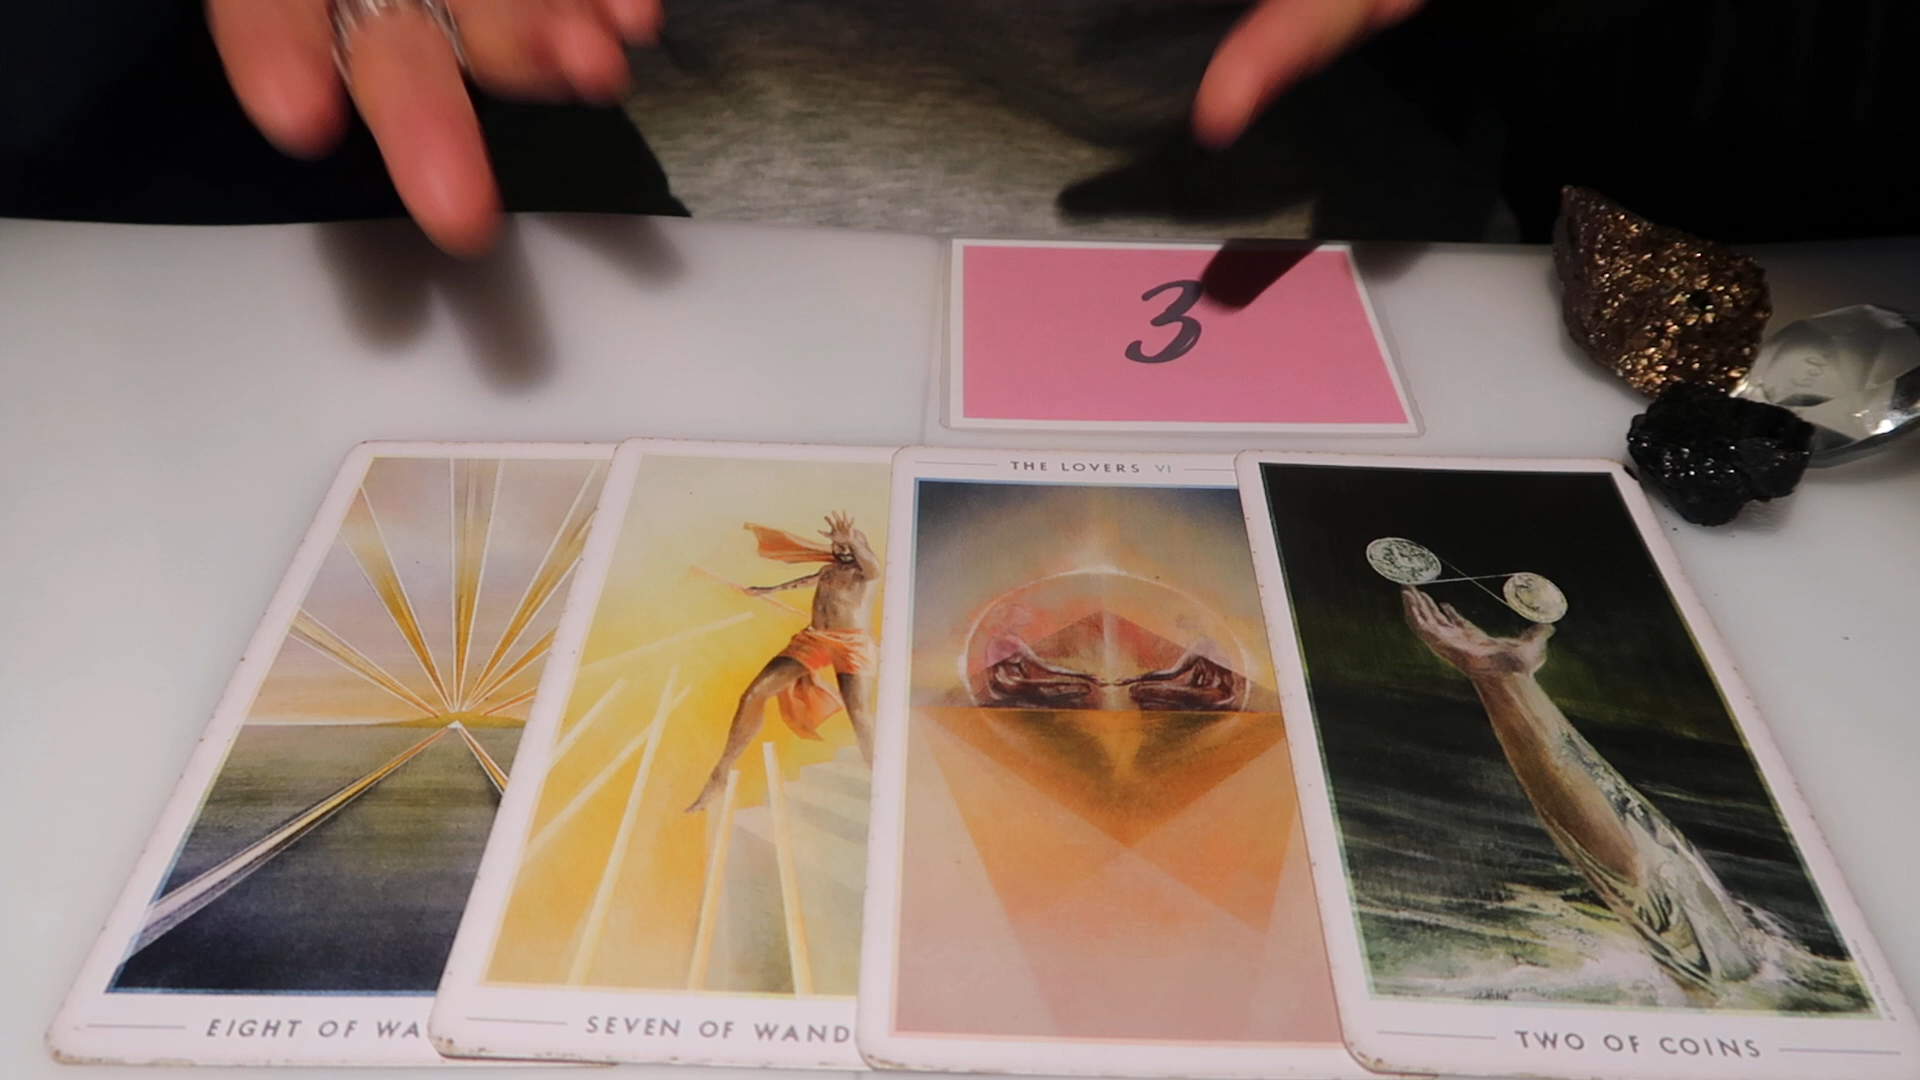 3
THE LOVERS VI
EIGHT OF WA
SEVEN OF WAND
TWO OF COINS